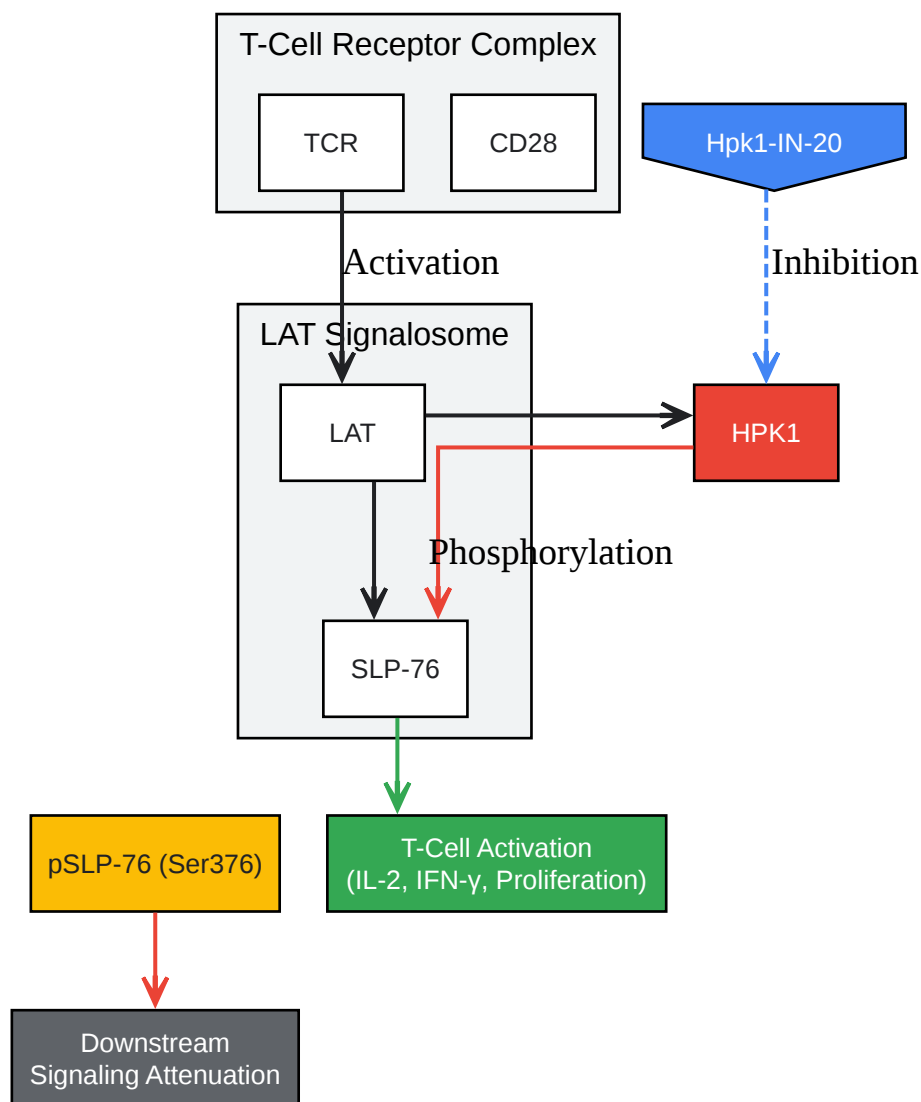 T-Cell Receptor Complex
TCR
CD28
Hpk1-IN-20
Activation
Inhibition
LAT Signalosome
LAT
HPK1
Phosphorylation
SLP-76
pSLP-76 (Ser376)
T-Cell Activation
(IL-2, IFN-γ, Proliferation)
Downstream
Signaling Attenuation